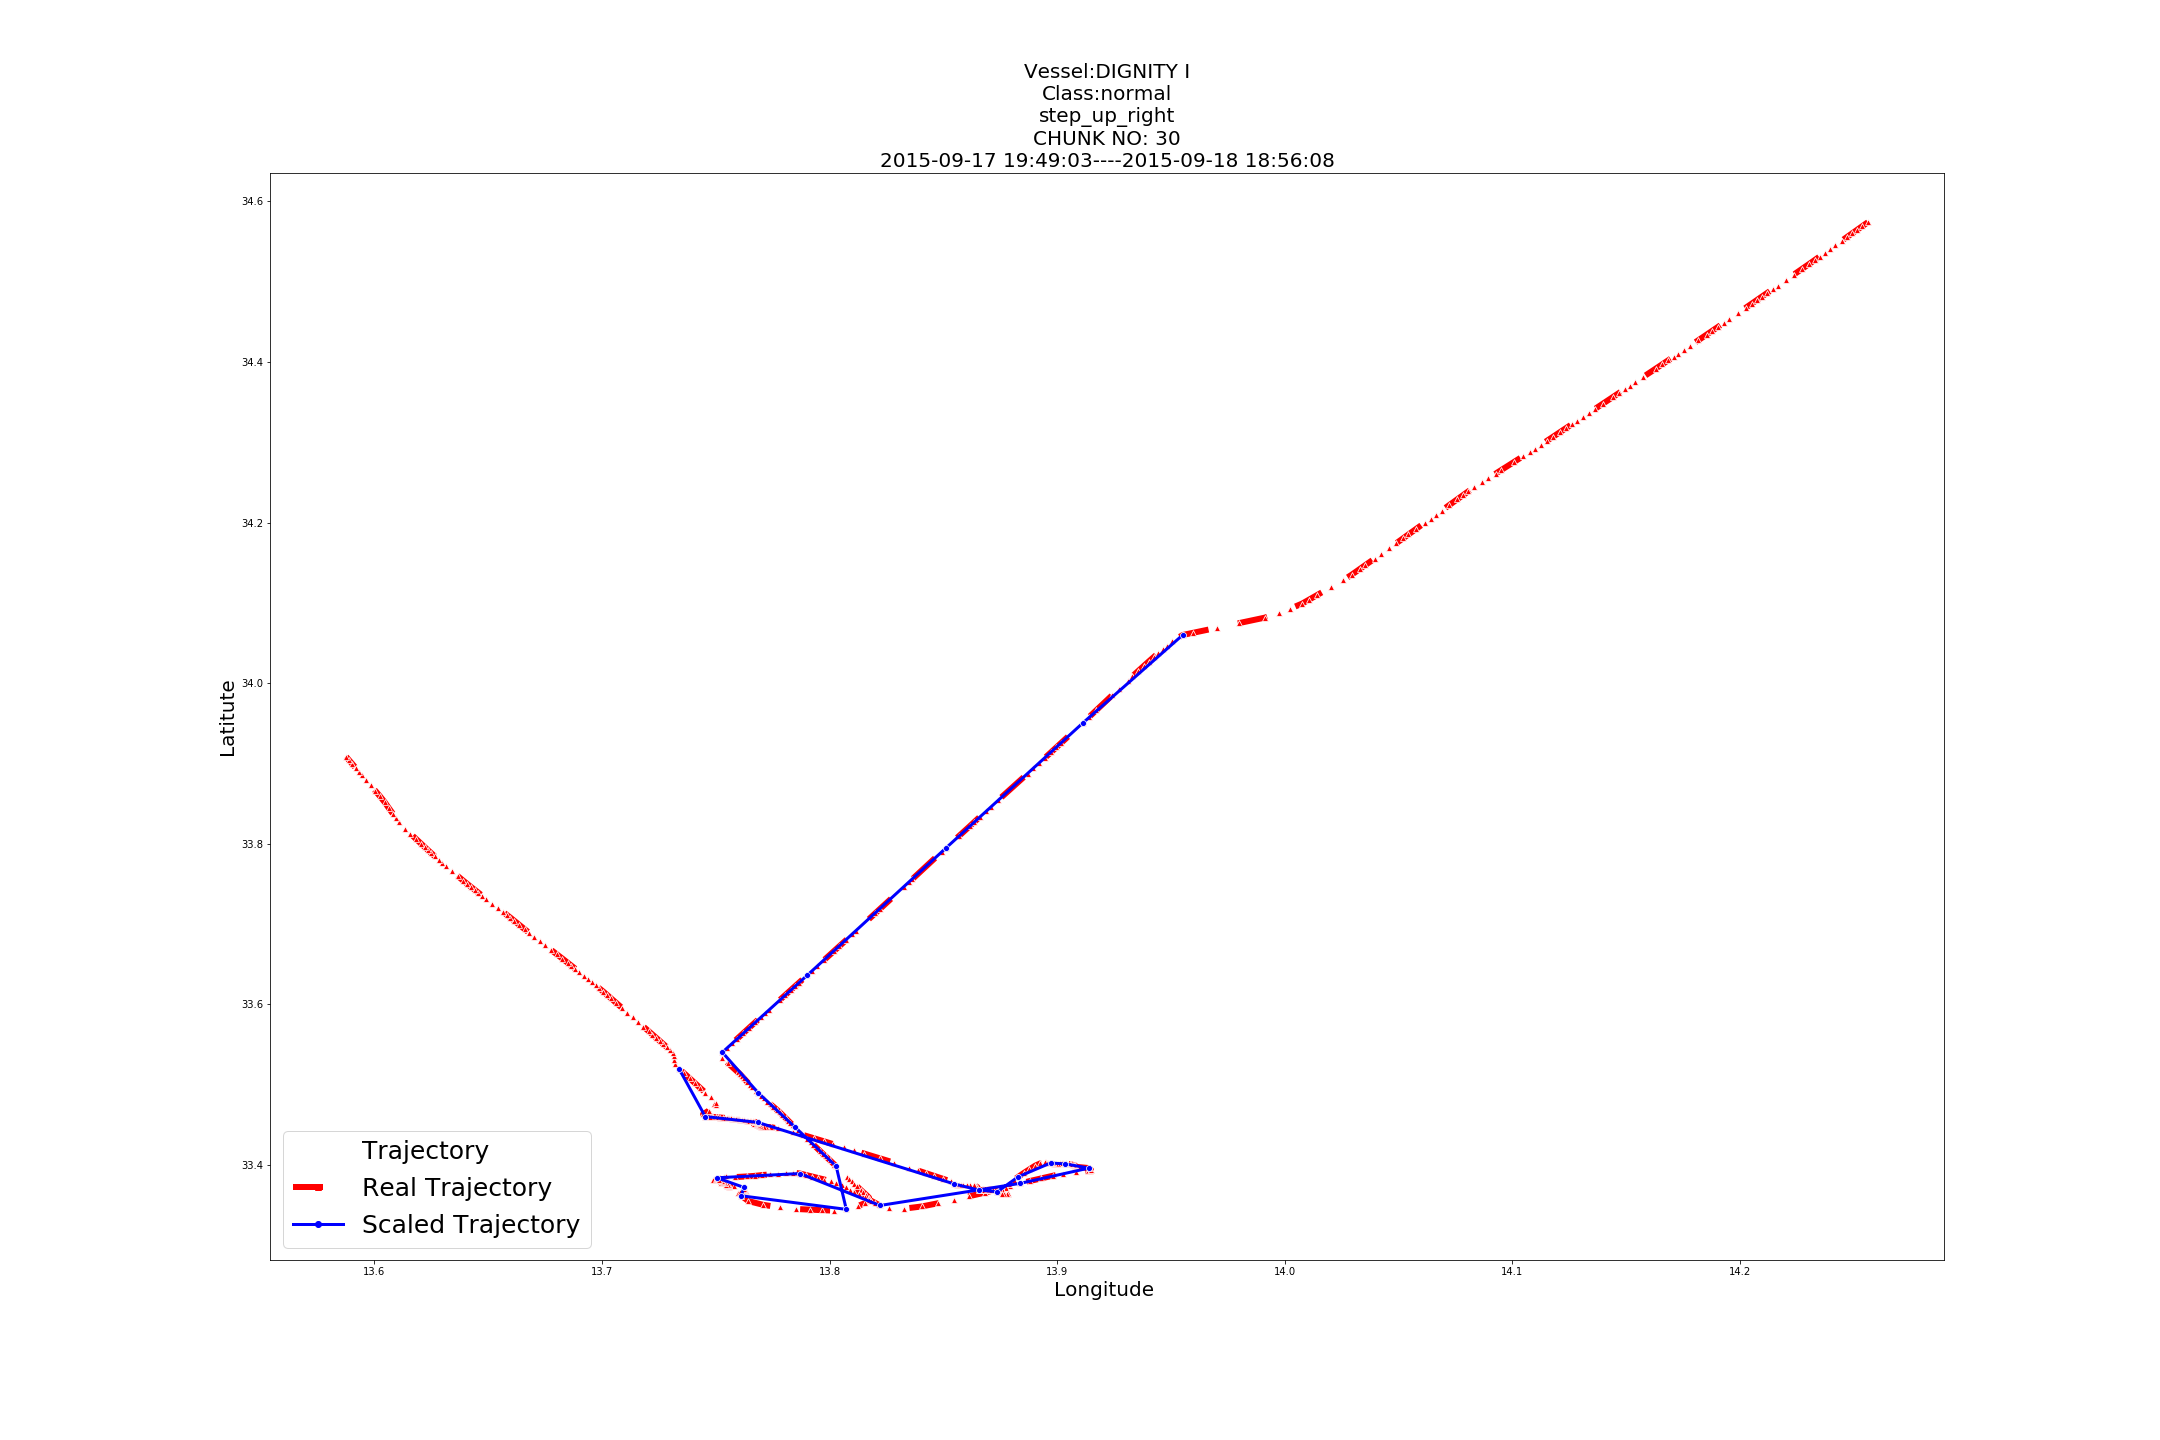 Vessel:DIGNITY I
Class:normal
step_up_right
CHUNK NO: 30
2015-09-17 19:49:03----2015-09-18 18:56:08
34.6
34.4
34.2
34.0
33.8
33.6
33.4
Latitute
Trajectory
Real Trajectory
Scaled Trajectory
13.6 13.7 13.8 13.9 14.0 14.1 14.2
Longitude